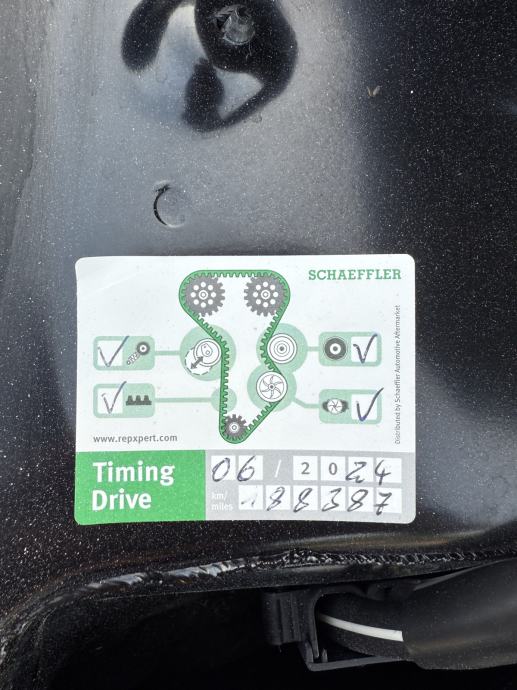 SCHAEFFLER
Distributed by Schaeffler Automotive Aftermarket
www.repxpert.com
Timing
Drive
06 / 2024
km/
miles
188387